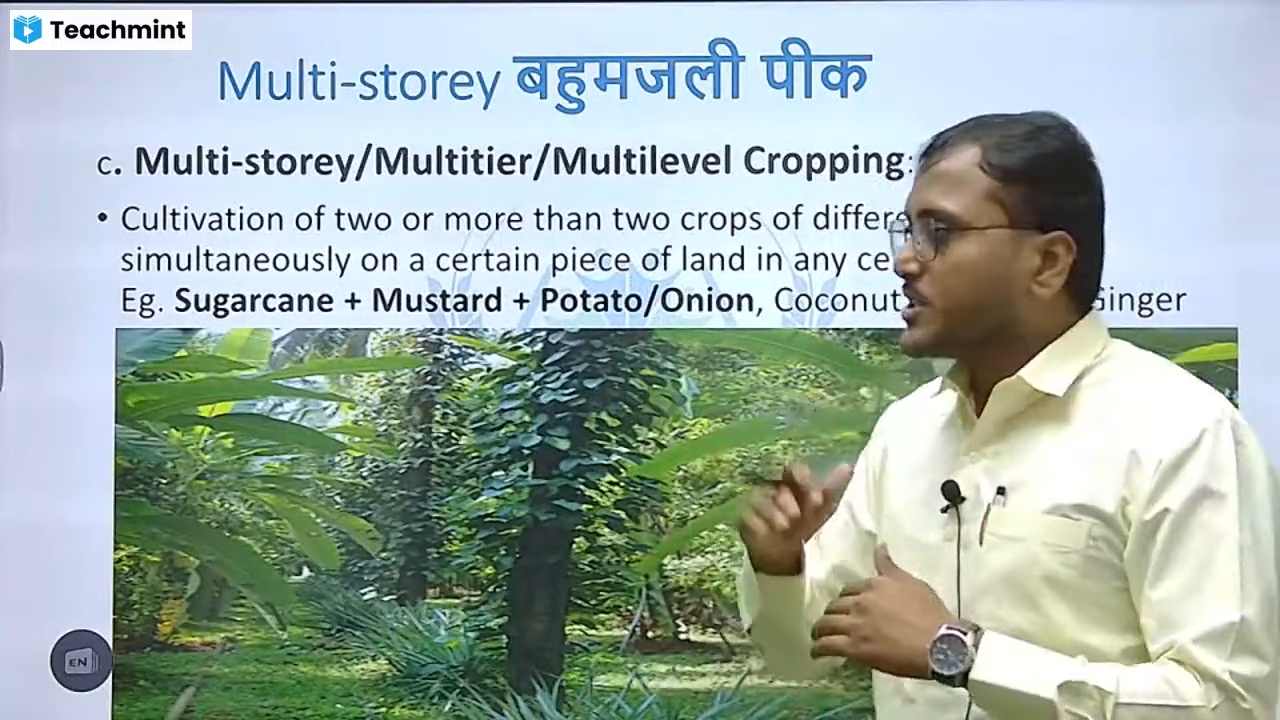 Teachmint
Multi-storey बहुमजली पीक
c. Multi-storey/Multitier/Multilevel Cropping:
• Cultivation of two or more than two crops of
simultaneously on a certain piece of land in any
Eg. Sugarcane + Mustard + Potato/Onion, Coconut Ginger
EN